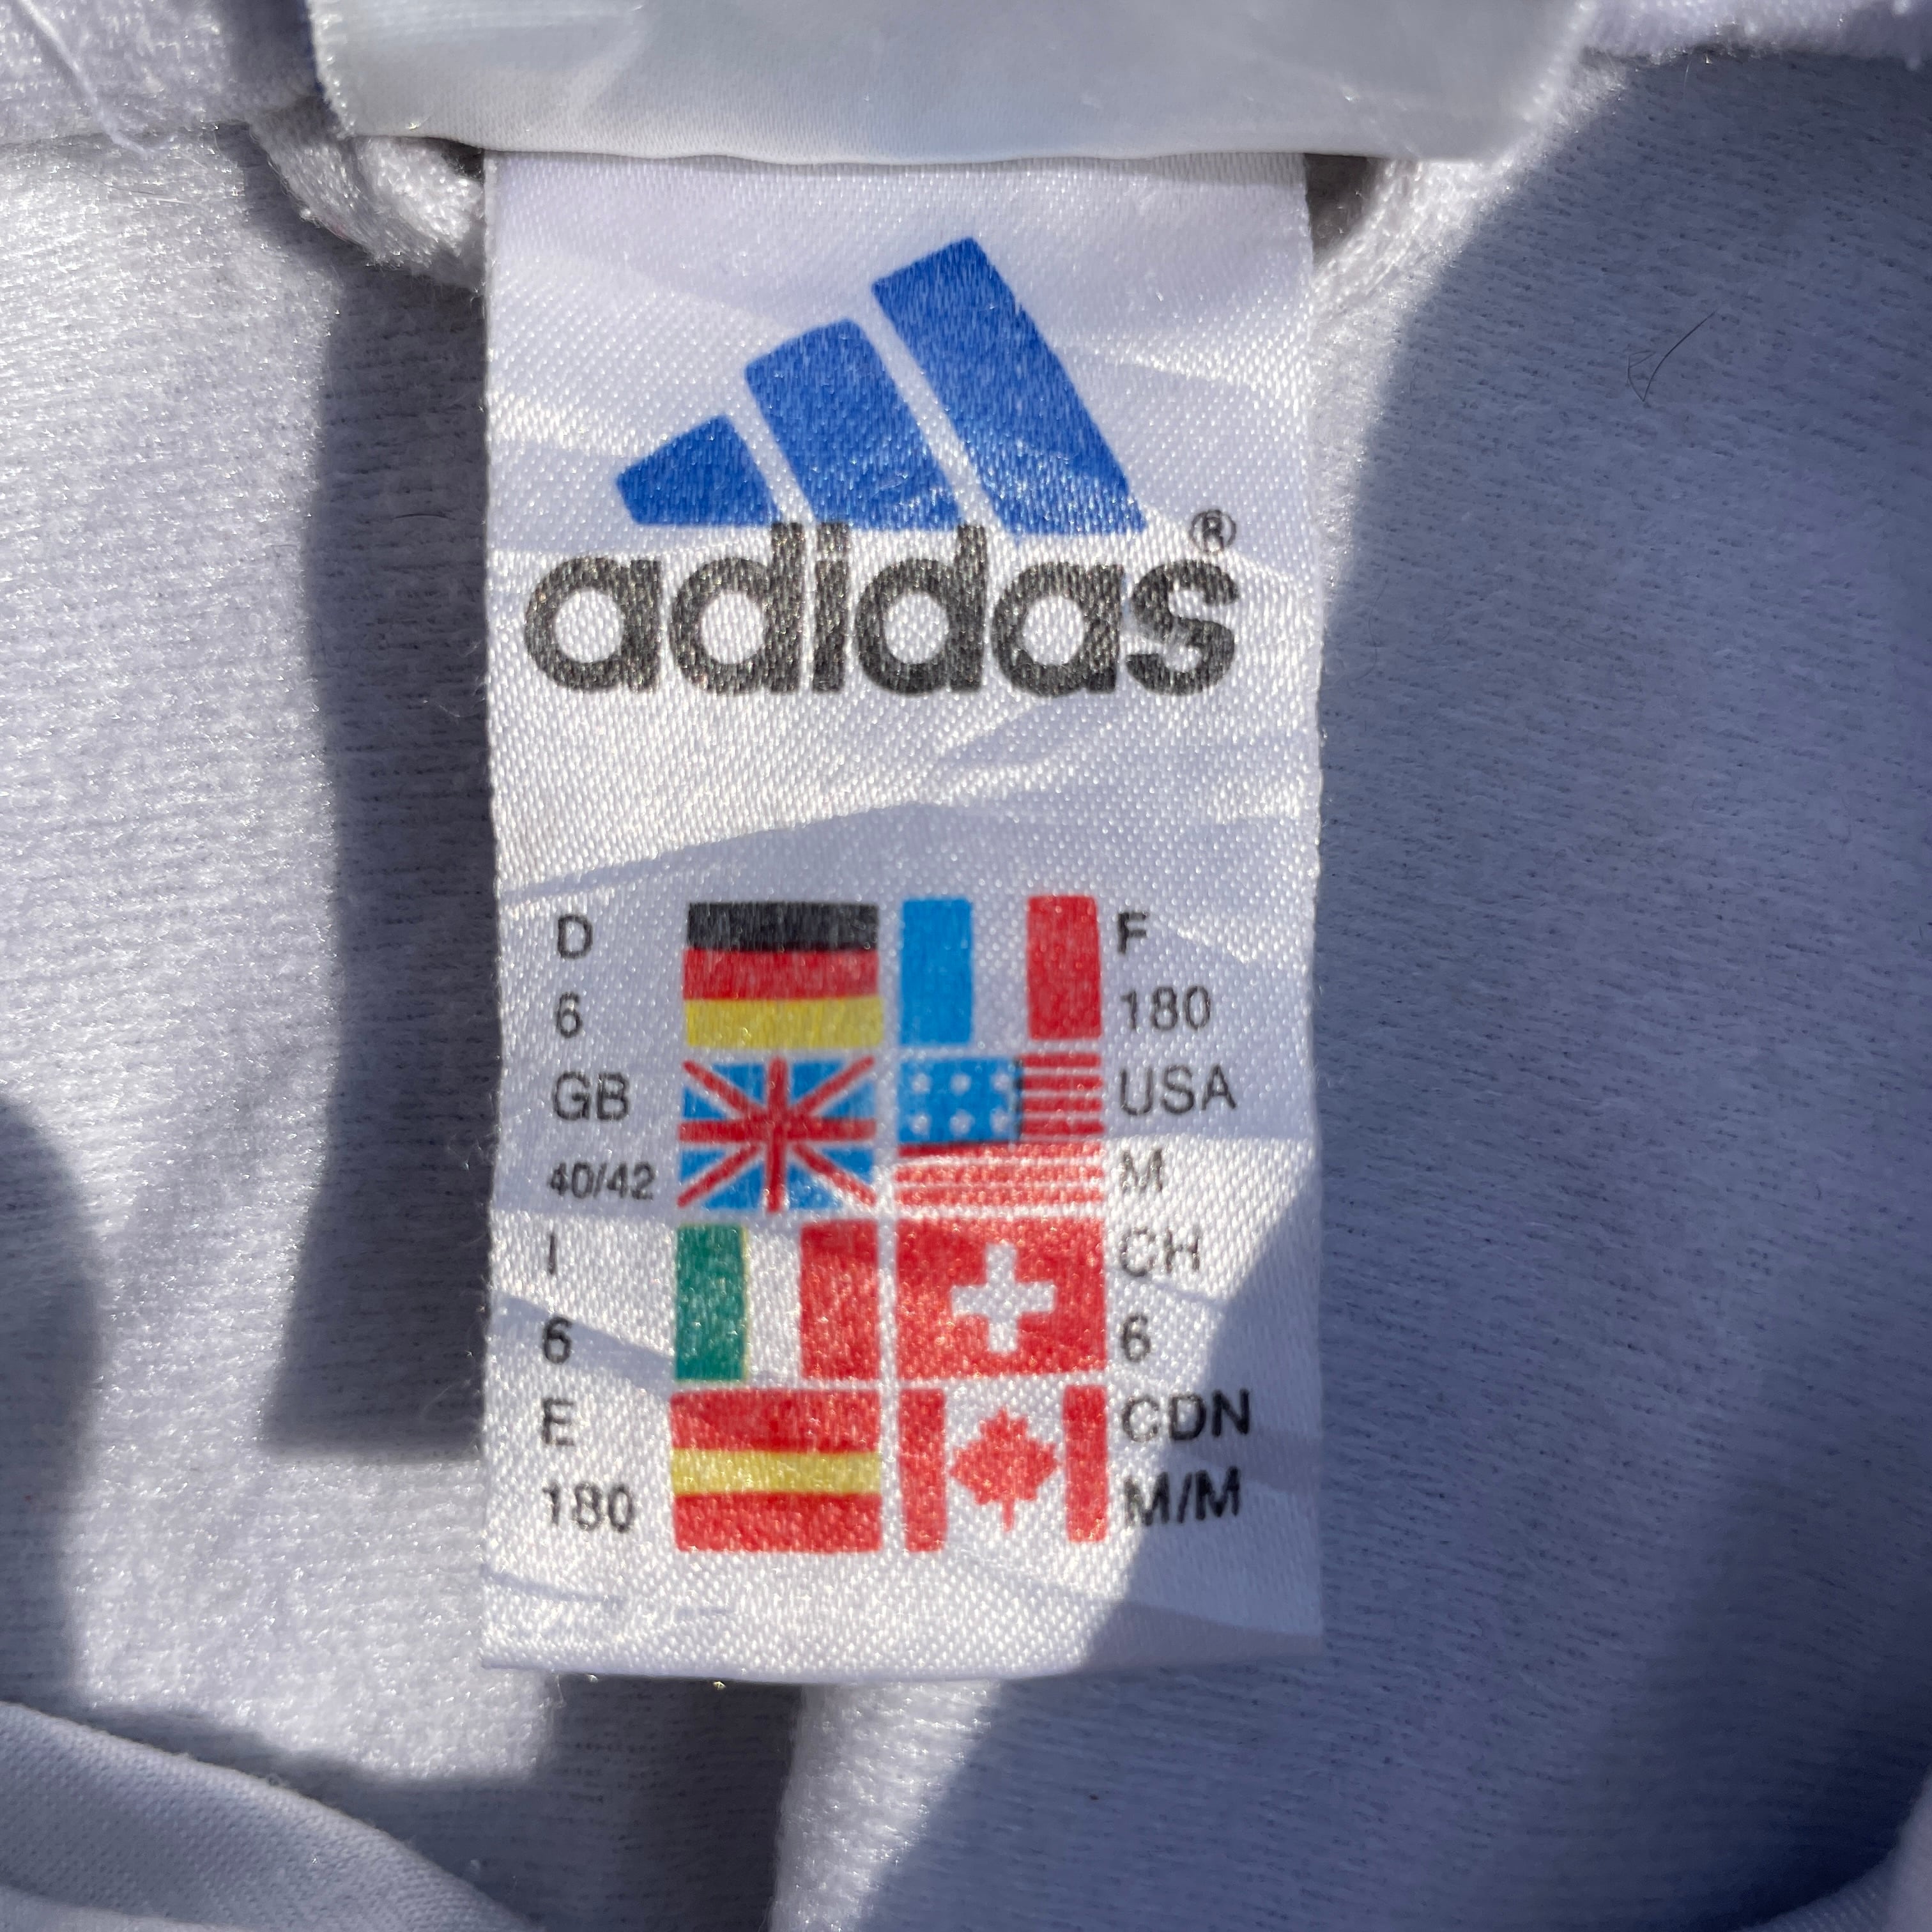 adidas®
D F
6 180
GB USA
40/42 M
I CH
6 6
E CDN
180 M/M